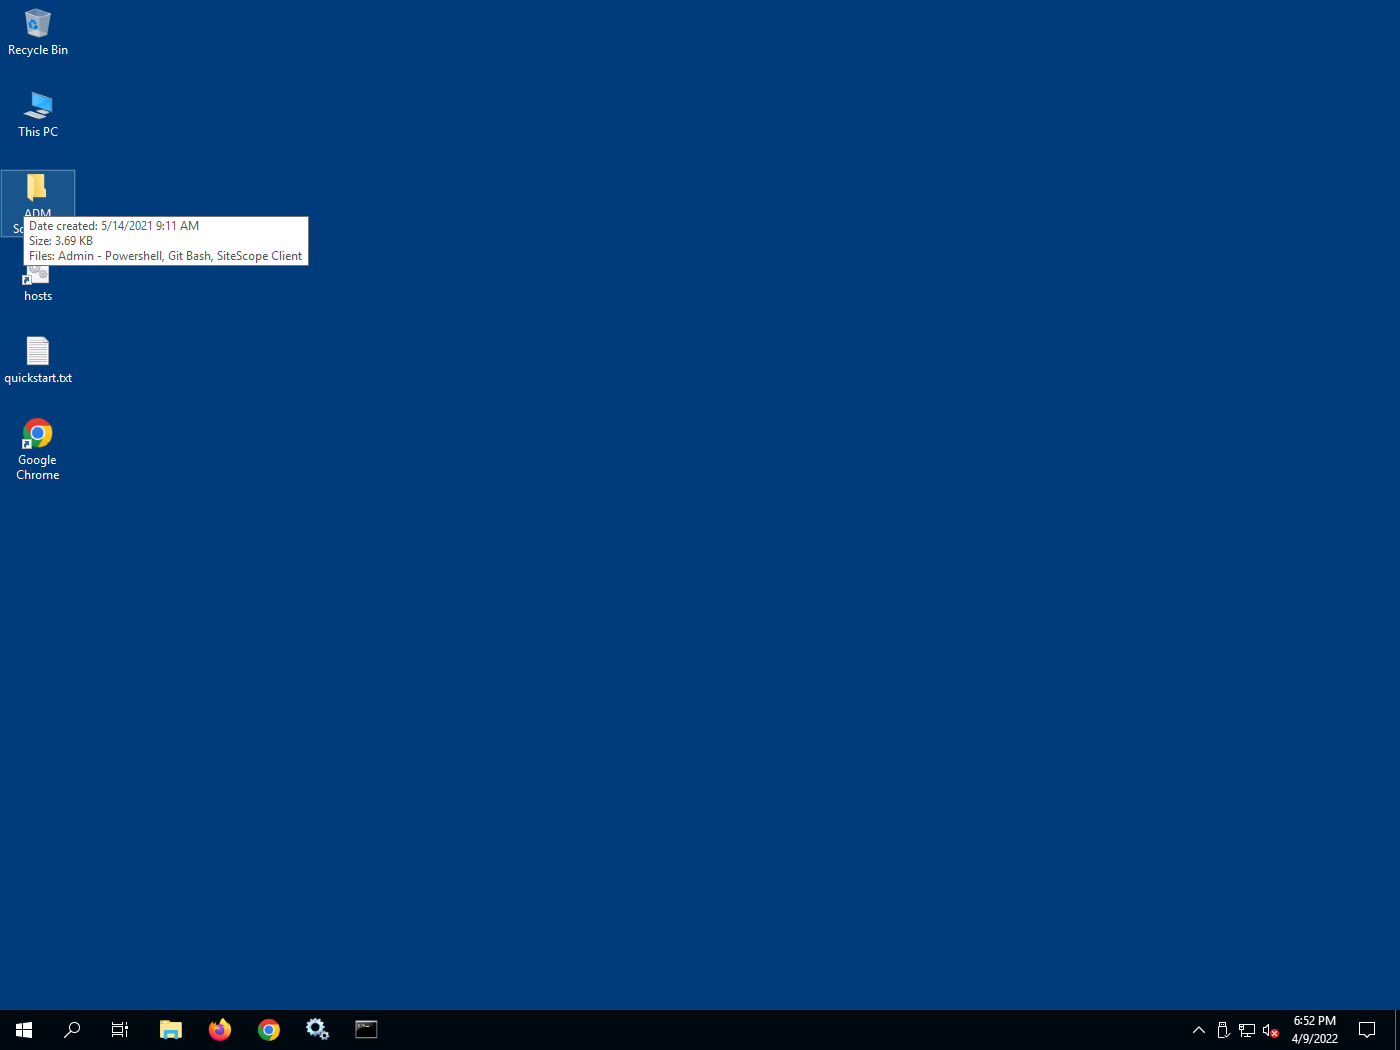 Recycle Bin
This PC
ADM
Date created: 5/14/2021 9:11 AM
Size: 3.69 KB
Files: Admin - Powershell, Git Bash, SiteScope Client
hosts
quickstart.txt
Google
Chrome
6:52 PM
4/9/2022